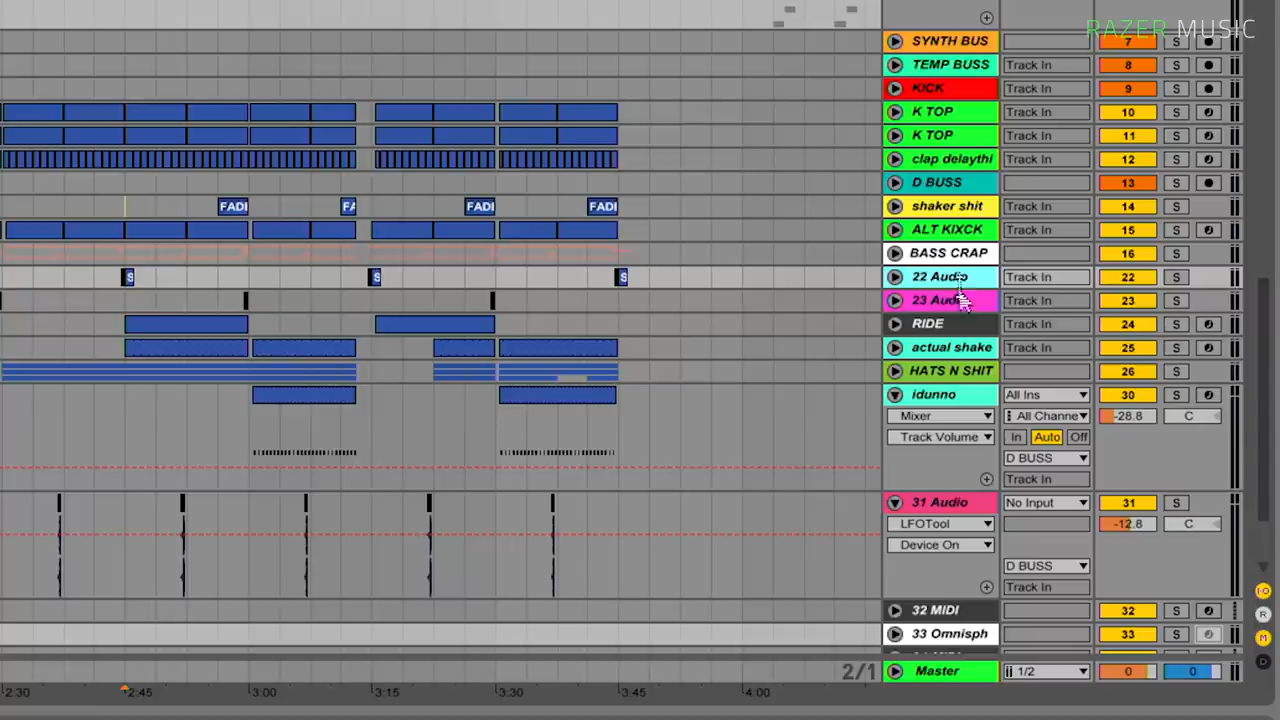 RAZER MUSIC
SYNTH BUS 7 S
TEMP BUSS Track In 8 S
KICK Track In 9 S
K TOP Track In 10 S
K TOP Track In 11 S
clap delaythi Track In 12 S
D BUSS 13 S
FADI FA FADI FADI shaker shit Track In 14 S
ALT KIXCK Track In 15 S
BASS CRAP 16 S
S S S 22 Audio Track In 22 S
23 Audio Track In 23 S
RIDE Track In 24 S
actual shake Track In 25 S
HATS N SHIT 26 S
idunno All Ins 30 S
Mixer All Channe -28.8 C
Track Volume In Auto Off
D BUSS
Track In
31 Audio No Input 31 S
LFOTool -12.8 C
Device On
D BUSS
Track In
32 MIDI 32 S
33 Omnisph 33 S
2/1 Master 1/2 0 0
2:30 2:45 3:00 3:15 3:30 3:45 4:00
I·O
R
M
D